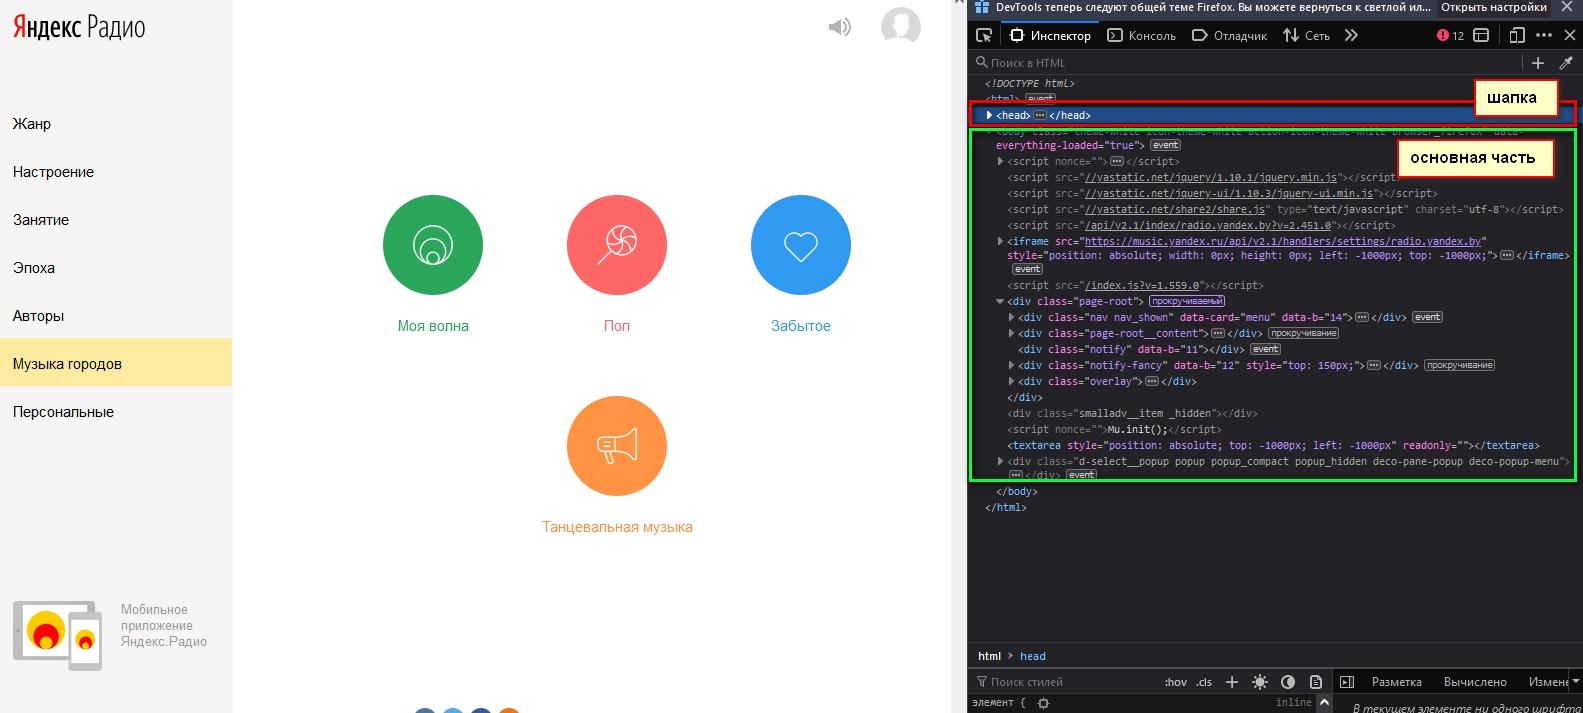 Яндекс Радио
Жанр
Настроение
Занятие
Эпоха
Авторы
Музыка городов
Персональные
Мобильное
приложение
Яндекс.Радио
Моя волна
Поп
Забытое
Танцевальная музыка
DevTools теперь следуют общей теме Firefox. Вы можете вернуться к светлой ил... Открыть настройки
Инспектор Консоль Отладчик Сеть 12
Поиск в HTML
<!DOCTYPE html>
<html> event
шапка
<head> </head>
<body class="theme-white icon-theme-white action-icon-theme-white browser_firefox" data-
everything-loaded="true"> event
основная часть
<script nonce=""> </script>
<script src="//yastatic.net/jquery/1.10.1/jquery.min.js"></script>
<script src="//yastatic.net/jquery-ui/1.10.3/jquery-ui.min.js"></script>
<script src="//yastatic.net/share2/share.js" type="text/javascript" charset="utf-8"></script>
<script src="/api/v2.1/index/radio.yandex.by?v=2.451.0"></script>
<iframe src="https://music.yandex.ru/api/v2.1/handlers/settings/radio.yandex.by"
style="position: absolute; width: 0px; height: 0px; left: -1000px; top: -1000px;"> </iframe>
event
<script src="/index.js?v=1.559.0"></script>
<div class="page-root"> прокручиваемый
<div class="nav nav_shown" data-card="menu" data-b="14"> </div> event
<div class="page-root__content"> </div> прокручивание
<div class="notify" data-b="11"></div> event
<div class="notify-fancy" data-b="12" style="top: 150px;"> </div> прокручивание
<div class="overlay"> </div>
</div>
<div class="smalladv__item _hidden"></div>
<script nonce="">Mu.init();</script>
<textarea style="position: absolute; top: -1000px; left: -1000px" readonly=""></textarea>
<div class="d-select__popup popup popup_compact popup_hidden deco-pane-popup deco-popup-menu">
</div> event
</body>
</html>
html > head
Поиск стилей :hov .cls
Разметка Вычислено Измене
элемент { inline
В текущем элементе ни одного шрифта